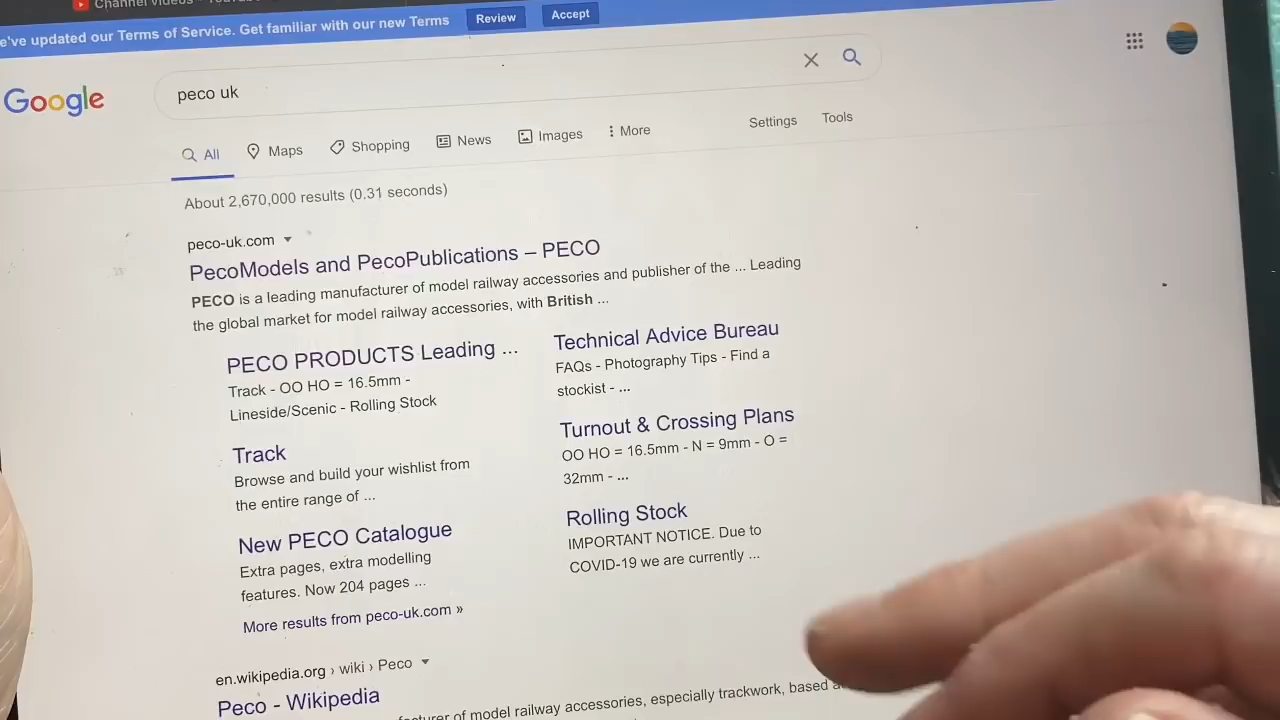 Channel videos - YouTube
e've updated our Terms of Service. Get familiar with our new Terms Review Accept
Google
peco uk
All Maps Shopping News Images More Settings Tools
About 2,670,000 results (0.31 seconds)
peco-uk.com
PecoModels and PecoPublications – PECO
PECO is a leading manufacturer of model railway accessories and publisher of the ... Leading
the global market for model railway accessories, with British ...
PECO PRODUCTS Leading ...
Track - OO HO = 16.5mm -
Lineside/Scenic - Rolling Stock
Technical Advice Bureau
FAQs - Photography Tips - Find a
stockist - ...
Track
Browse and build your wishlist from
the entire range of ...
Turnout & Crossing Plans
OO HO = 16.5mm - N = 9mm - O =
32mm - ...
New PECO Catalogue
Extra pages, extra modelling
features. Now 204 pages ...
Rolling Stock
IMPORTANT NOTICE. Due to
COVID-19 we are currently ...
More results from peco-uk.com »
en.wikipedia.org › wiki › Peco
Peco - Wikipedia
of model railway accessories, especially trackwork, based